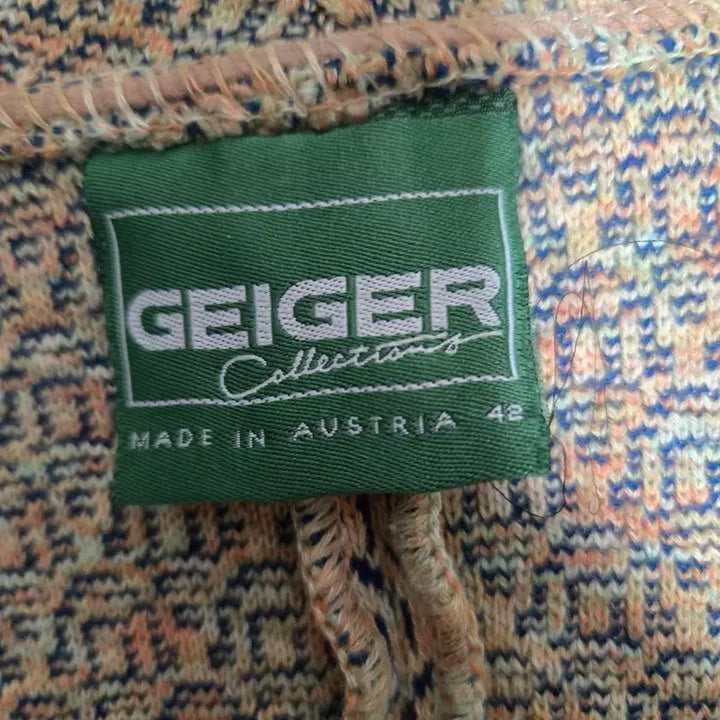 GEIGER
Collections
MADE IN AUSTRIA 42